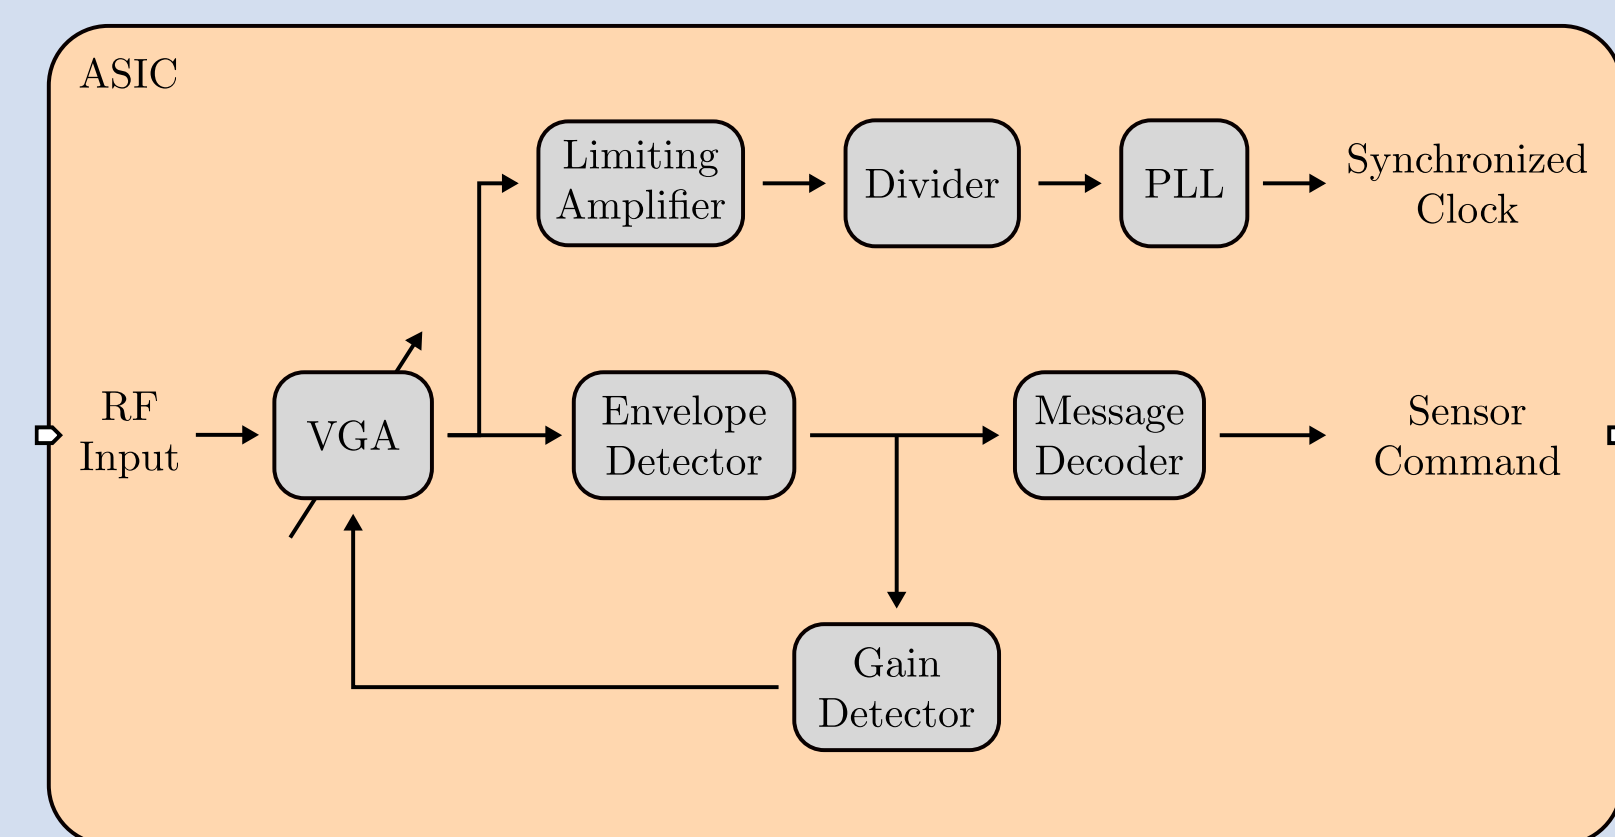 ASIC
Limiting
Amplifier
Divider
PLL
Synchronized
Clock
RF
Input
VGA
Envelope
Detector
Message
Decoder
Sensor
Command
Gain
Detector